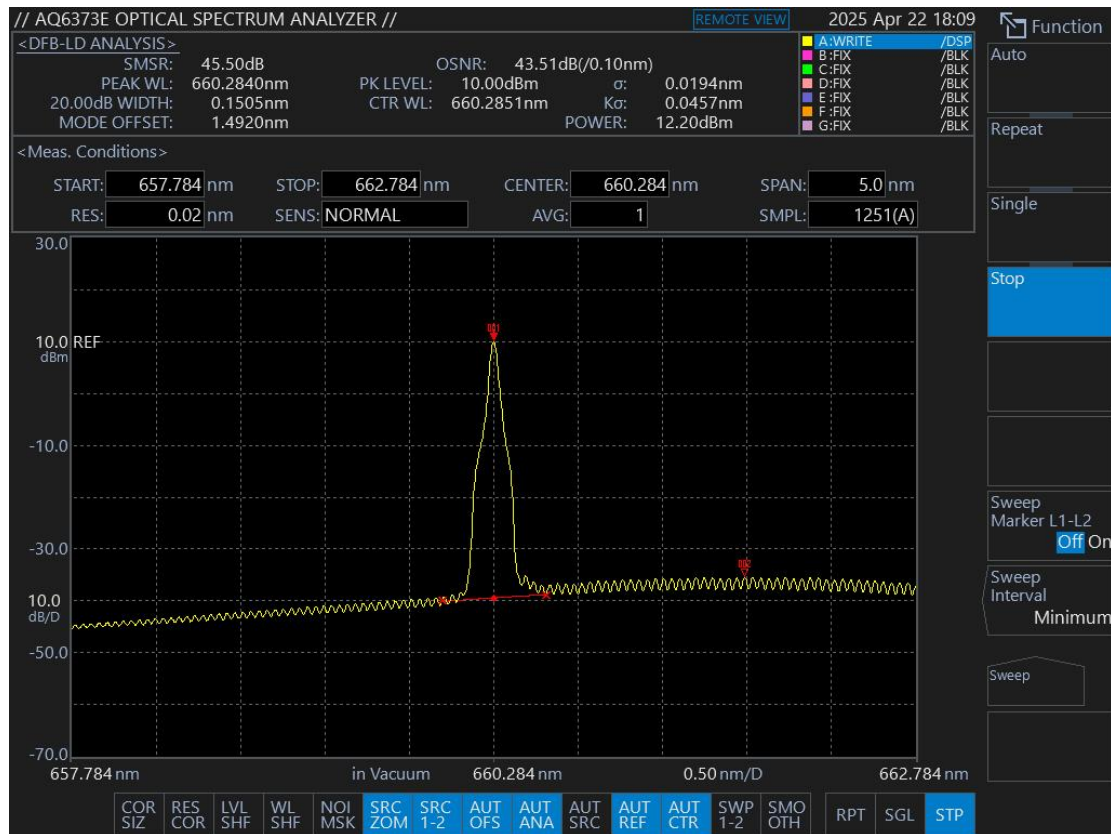 // AQ6373E OPTICAL SPECTRUM ANALYZER // REMOTE VIEW 2025 Apr 22 18:09
<DFB-LD ANALYSIS>
SMSR: 45.50dB OSNR: 43.51dB(/0.10nm)
PEAK WL: 660.2840nm PK LEVEL: 10.00dBm σ: 0.0194nm
20.00dB WIDTH: 0.1505nm CTR WL: 660.2851nm Kσ: 0.0457nm
MODE OFFSET: 1.4920nm POWER: 12.20dBm
A:WRITE /DSP
B:FIX /BLK
C:FIX /BLK
D:FIX /BLK
E:FIX /BLK
F:FIX /BLK
G:FIX /BLK
<Meas. Conditions>
START: 657.784 nm STOP: 662.784 nm CENTER: 660.284 nm SPAN: 5.0 nm
RES: 0.02 nm SENS: NORMAL AVG: 1 SMPL: 1251(A)
30.0
001
10.0 REF
dBm
-10.0
-30.0
002
10.0
dB/D
-50.0
-70.0
657.784 nm in Vacuum 660.284 nm 0.50 nm/D 662.784 nm
COR SIZ
RES COR
LVL SHF
WL SHF
NOI MSK
SRC ZOM
SRC 1-2
AUT OFS
AUT ANA
AUT SRC
AUT REF
AUT CTR
SWP 1-2
SMO OTH
RPT
SGL
STP
Function
Auto
Repeat
Single
Stop
Sweep
Marker L1-L2
Off On
Sweep
Interval
Minimum
Sweep